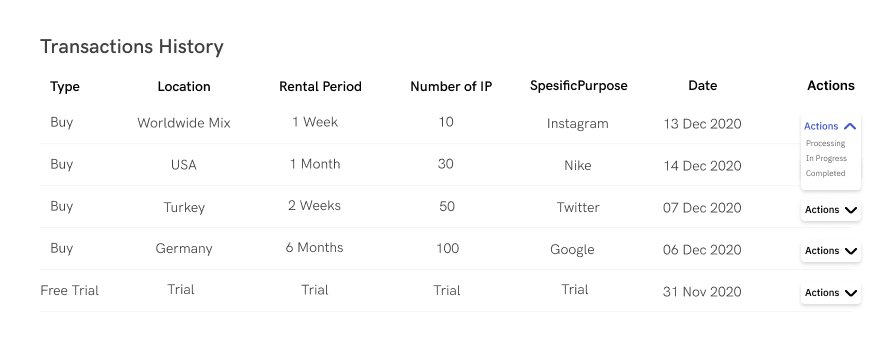 Transactions History
Type Location Rental Period Number of IP SpesificPurpose Date Actions
Buy Worldwide Mix 1 Week 10 Instagram 13 Dec 2020 Actions
Processing
In Progress
Completed
Buy USA 1 Month 30 Nike 14 Dec 2020
Buy Turkey 2 Weeks 50 Twitter 07 Dec 2020 Actions
Buy Germany 6 Months 100 Google 06 Dec 2020 Actions
Free Trial Trial Trial Trial Trial 31 Nov 2020 Actions